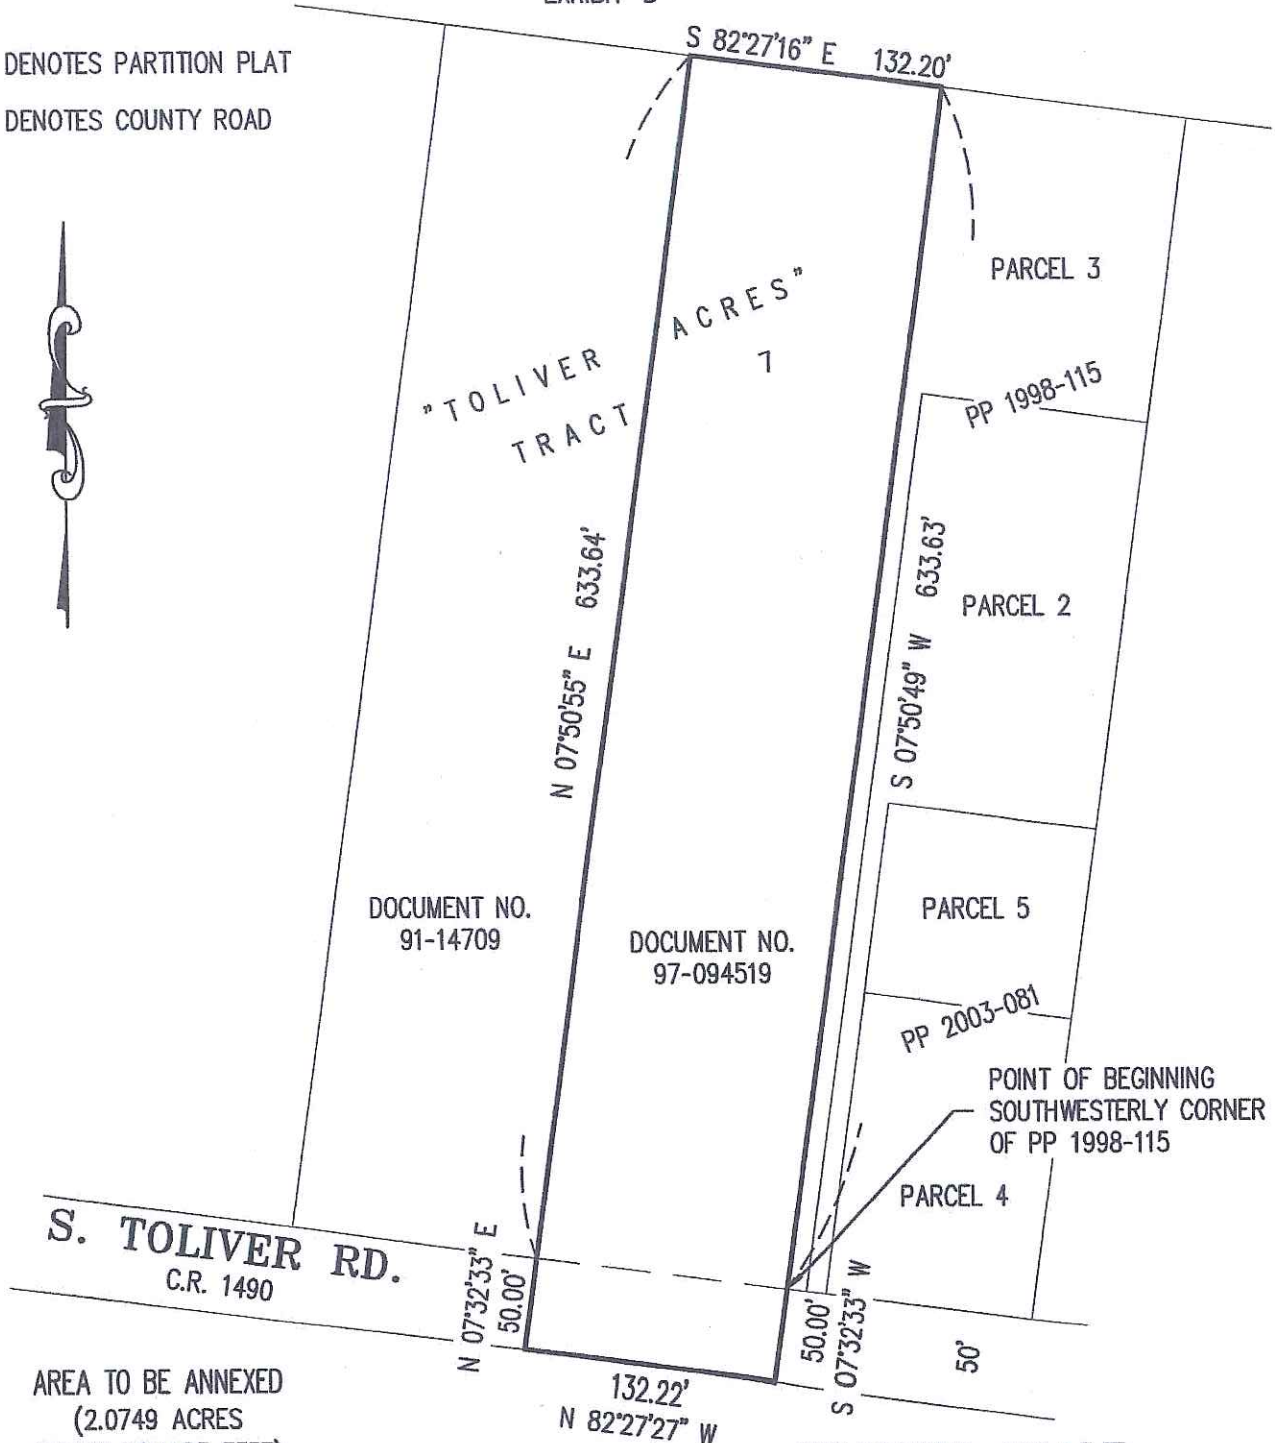 DENOTES PARTITION PLAT
DENOTES COUNTY ROAD
S 82°27'16" E 132.20'
PARCEL 3
"TOLIVER ACRES"
TRACT 7
PP 1998-115
N 07°50'55" E 633.64'
S 07°50'49" W 633.63'
PARCEL 2
DOCUMENT NO.
91-14709
DOCUMENT NO.
97-094519
PARCEL 5
PP 2003-081
POINT OF BEGINNING
SOUTHWESTERLY CORNER
OF PP 1998-115
PARCEL 4
S. TOLIVER RD.
C.R. 1490
N 07°32'33" E
50.00'
50.00'
S 07°32'33" W
50'
132.22'
N 82°27'27" W
AREA TO BE ANNEXED
(2.0749 ACRES